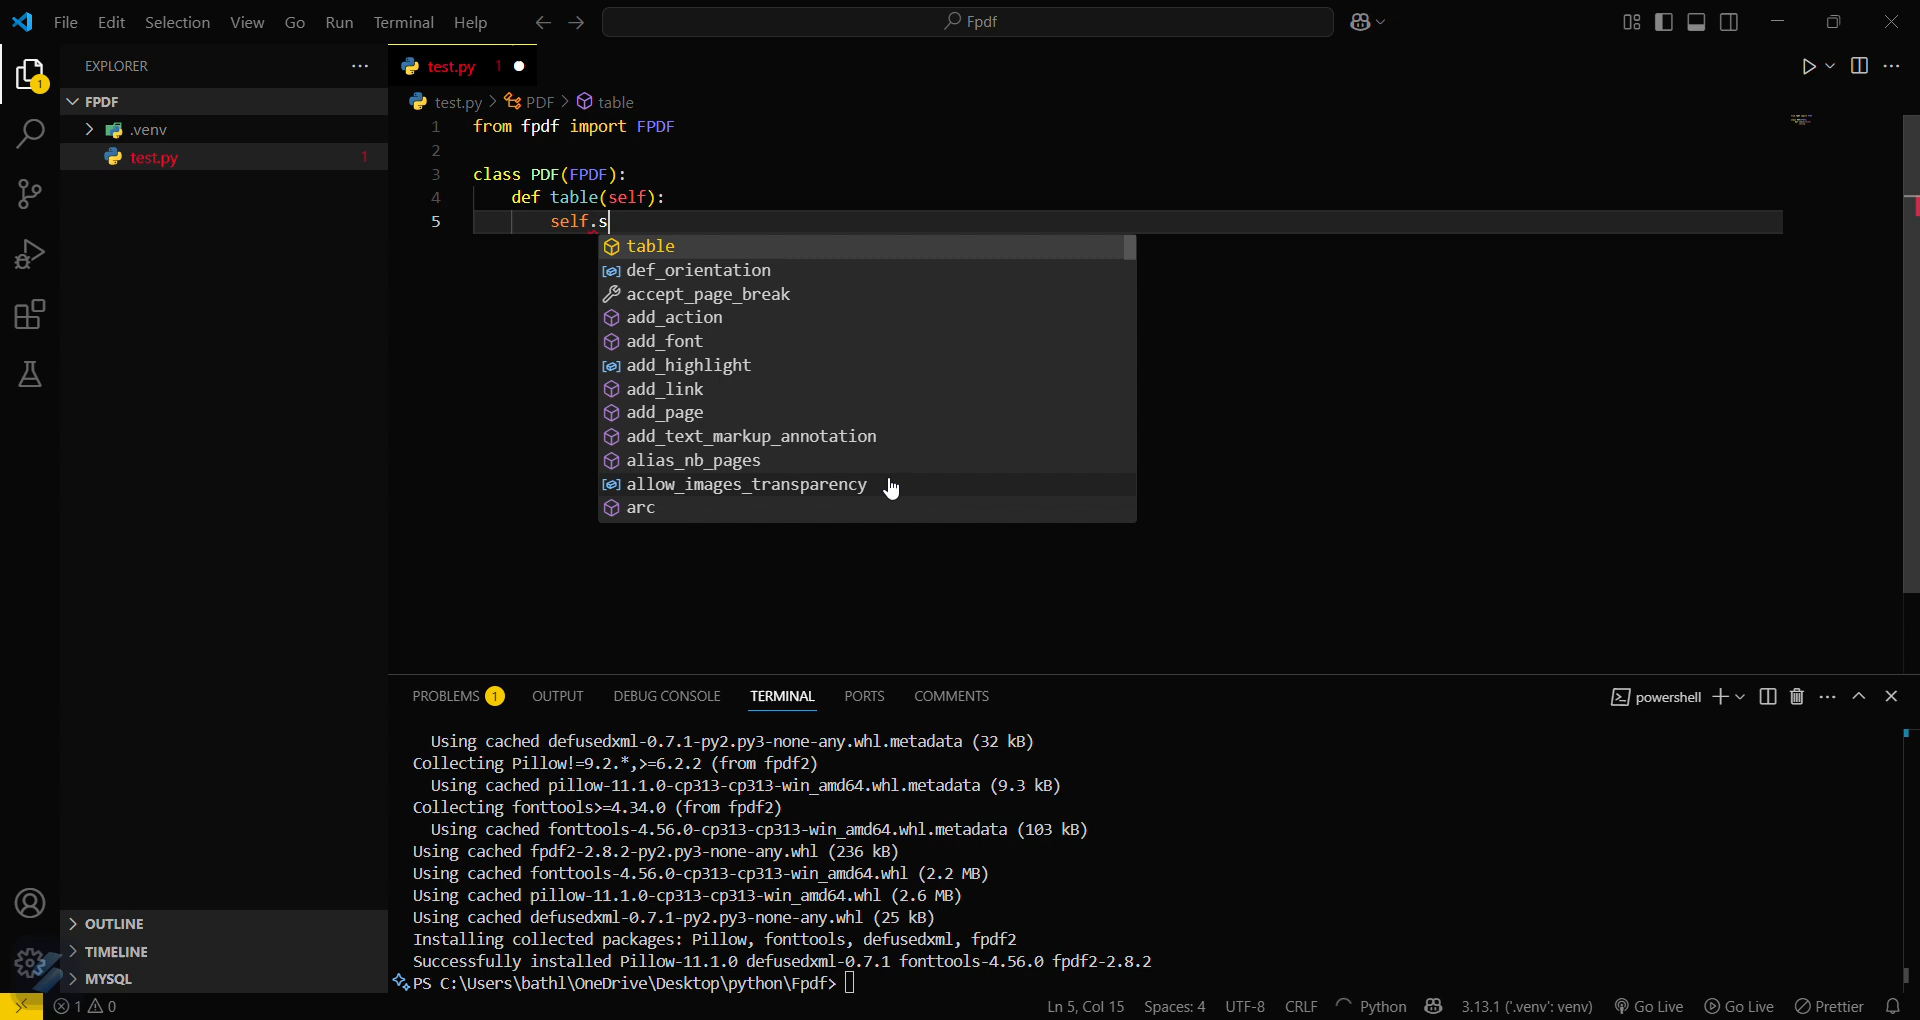 File Edit Selection View Go Run Terminal Help
Fpdf
EXPLORER
1
FPDF
.venv
test.py 1
OUTLINE
TIMELINE
MYSQL
test.py 1
test.py > PDF > table
1 from fpdf import FPDF
2
3 class PDF(FPDF):
4 def table(self):
5 self.s
table
def_orientation
accept_page_break
add_action
add_font
add_highlight
add_link
add_page
add_text_markup_annotation
alias_nb_pages
allow_images_transparency
arc
PROBLEMS 1 OUTPUT DEBUG CONSOLE TERMINAL PORTS COMMENTS
powershell
Using cached defusedxml-0.7.1-py2.py3-none-any.whl.metadata (32 kB)
Collecting Pillow!=9.2.*,>=6.2.2 (from fpdf2)
Using cached pillow-11.1.0-cp313-cp313-win_amd64.whl.metadata (9.3 kB)
Collecting fonttools>=4.34.0 (from fpdf2)
Using cached fonttools-4.56.0-cp313-cp313-win_amd64.whl.metadata (103 kB)
Using cached fpdf2-2.8.2-py2.py3-none-any.whl (236 kB)
Using cached fonttools-4.56.0-cp313-cp313-win_amd64.whl (2.2 MB)
Using cached pillow-11.1.0-cp313-cp313-win_amd64.whl (2.6 MB)
Using cached defusedxml-0.7.1-py2.py3-none-any.whl (25 kB)
Installing collected packages: Pillow, fonttools, defusedxml, fpdf2
Successfully installed Pillow-11.1.0 defusedxml-0.7.1 fonttools-4.56.0 fpdf2-2.8.2
PS C:\Users\bathl\OneDrive\Desktop\python\Fpdf>
1 0 Ln 5, Col 15 Spaces: 4 UTF-8 CRLF Python 3.13.1 ('.venv': venv) Go Live Go Live Prettier